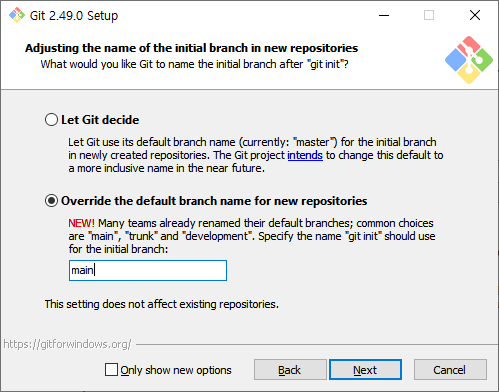 Git 2.49.0 Setup
Adjusting the name of the initial branch in new repositories
What would you like Git to name the initial branch after "git init"?
Let Git decide
Let Git use its default branch name (currently: "master") for the initial branch
in newly created repositories. The Git project intends to change this default to
a more inclusive name in the near future.
Override the default branch name for new repositories
NEW! Many teams already renamed their default branches; common choices
are "main", "trunk" and "development". Specify the name "git init" should use
for the initial branch:
main
This setting does not affect existing repositories.
https://gitforwindows.org/
Only show new options
Back
Next
Cancel